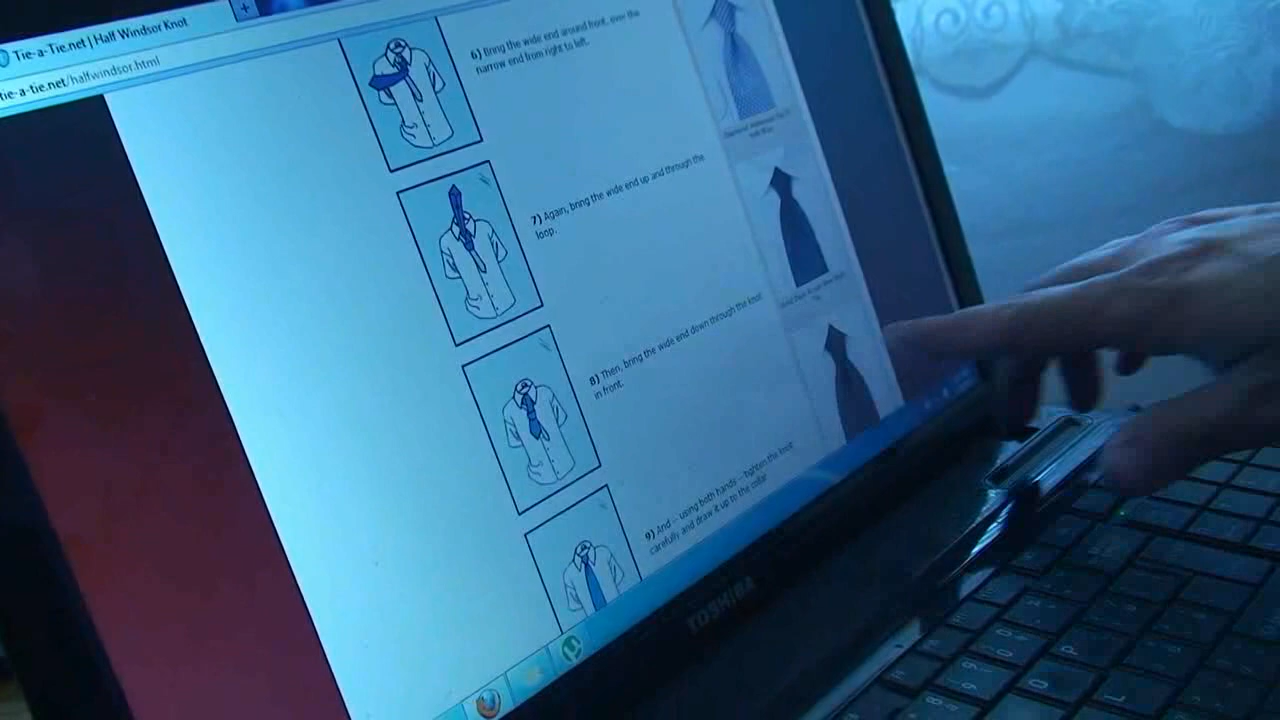 Tie-a-Tie.net | Half Windsor Knot
tie-a-tie.net/halfwindsor.html
6) Bring the wide end around front, over the
narrow end from right to left.
7) Again, bring the wide end up and through the
loop.
8) Then, bring the wide end down through the knot
in front.
9) And -- using both hands -- tighten the knot
carefully and draw it up to the collar
TOSHIBA